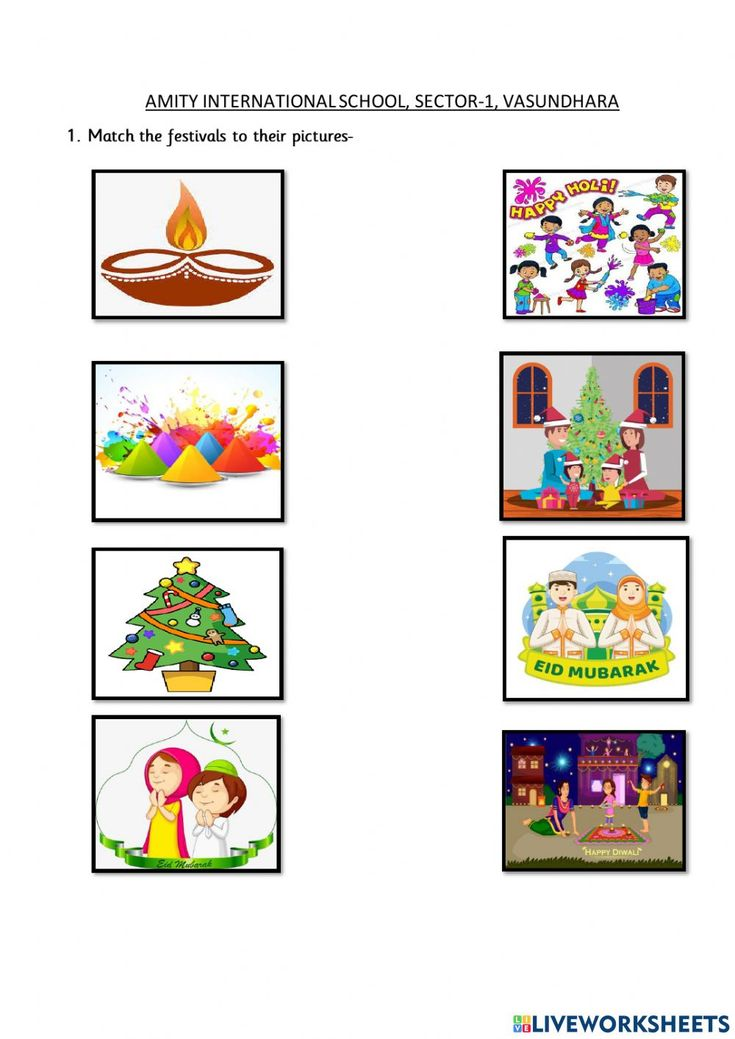 AMITY INTERNATIONAL SCHOOL, SECTOR-1, VASUNDHARA
1. Match the festivals to their pictures-
HAPPY HOLI!
EID MUBARAK
Eid Mubarak
"HAPPY DIWALI"
LIVE LIVEWORKSHEETS